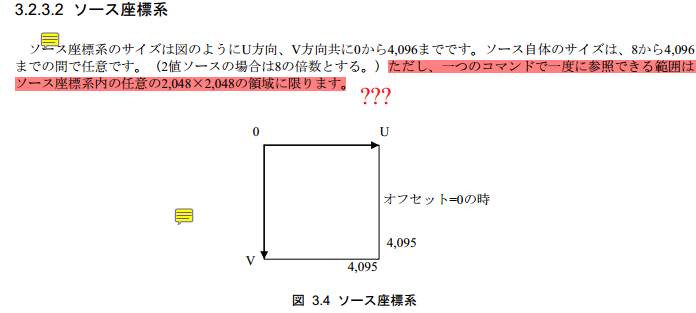 3.2.3.2 ソース座標系
ソース座標系のサイズは図のようにU方向、V方向共に0から4,096までです。ソース自体のサイズは、8から4,096
までの間で任意です。（2値ソースの場合は8の倍数とする。）ただし、一つのコマンドで一度に参照できる範囲は
ソース座標系内の任意の2,048×2,048の領域に限ります。
???
0
U
オフセット=0の時
4,095
V
4,095
図 3.4 ソース座標系